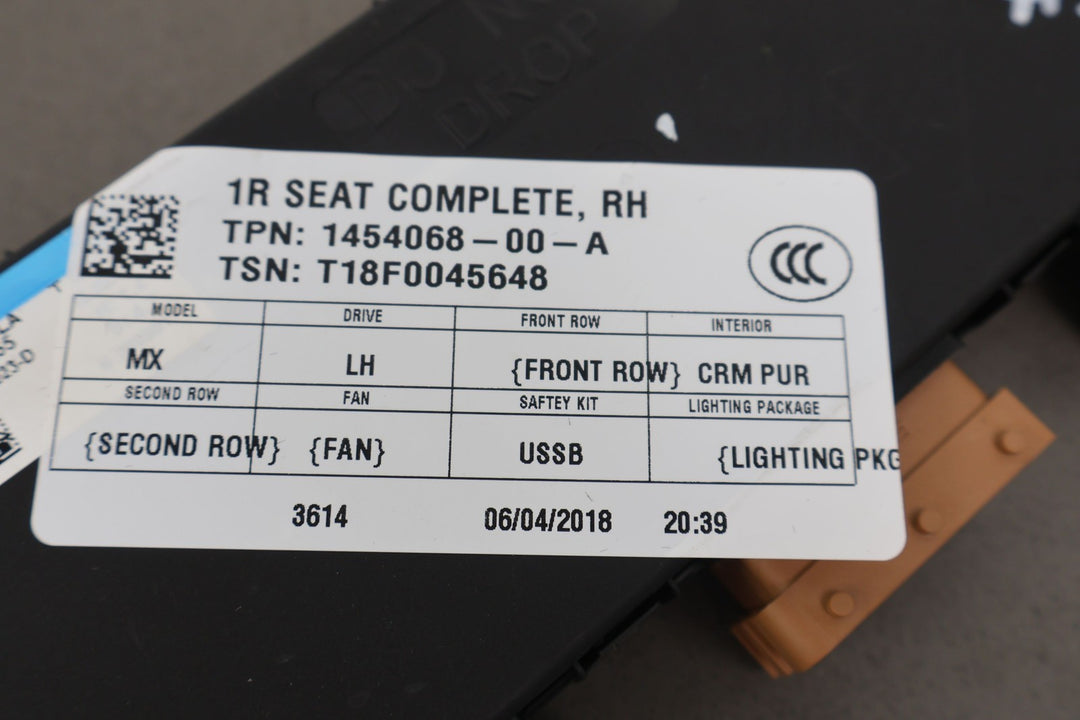 DROP
1R SEAT COMPLETE, RH
TPN: 1454068-00-A
TSN: T18F0045648
CCC
MODEL DRIVE FRONT ROW INTERIOR
MX LH {FRONT ROW} CRM PUR
SECOND ROW FAN SAFTEY KIT LIGHTING PACKAGE
{SECOND ROW} {FAN} USSB {LIGHTING PKG
3614 06/04/2018 20:39